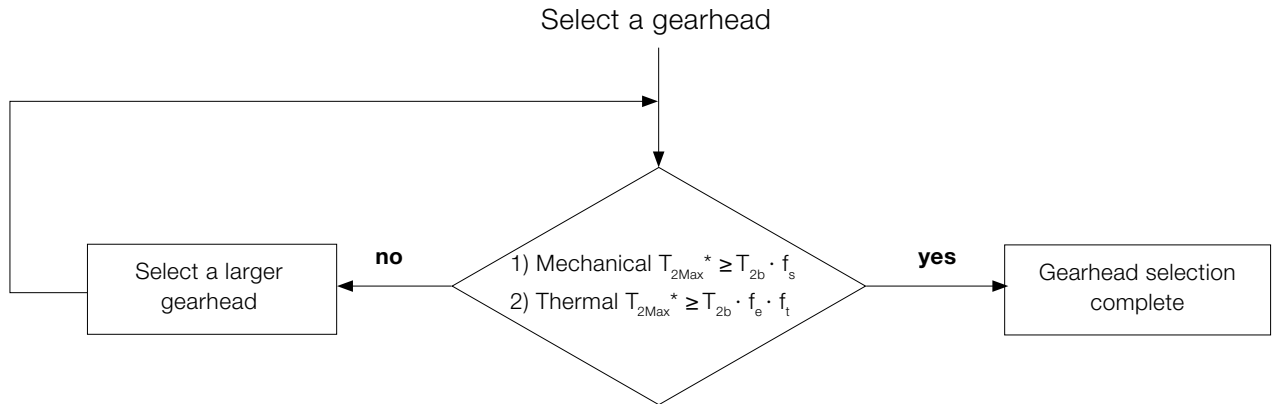 Select a gearhead
no
1) Mechanical T₂Max* ≥ T₂b · fₛ
2) Thermal T₂Max* ≥ T₂b · fₑ · fₜ
yes
Select a larger
gearhead
Gearhead selection
complete